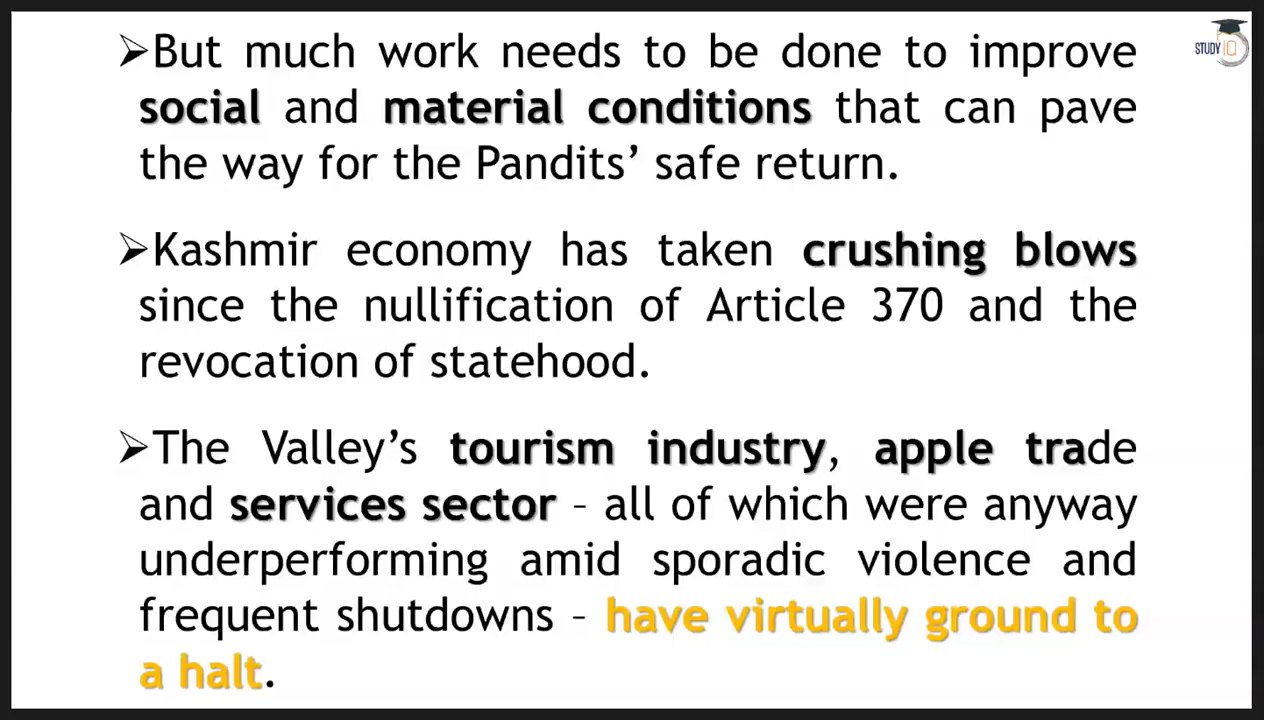 STUDY IQ
➢But much work needs to be done to improve
social and material conditions that can pave
the way for the Pandits’ safe return.
➢Kashmir economy has taken crushing blows
since the nullification of Article 370 and the
revocation of statehood.
➢The Valley’s tourism industry, apple trade
and services sector – all of which were anyway
underperforming amid sporadic violence and
frequent shutdowns – have virtually ground to
a halt.